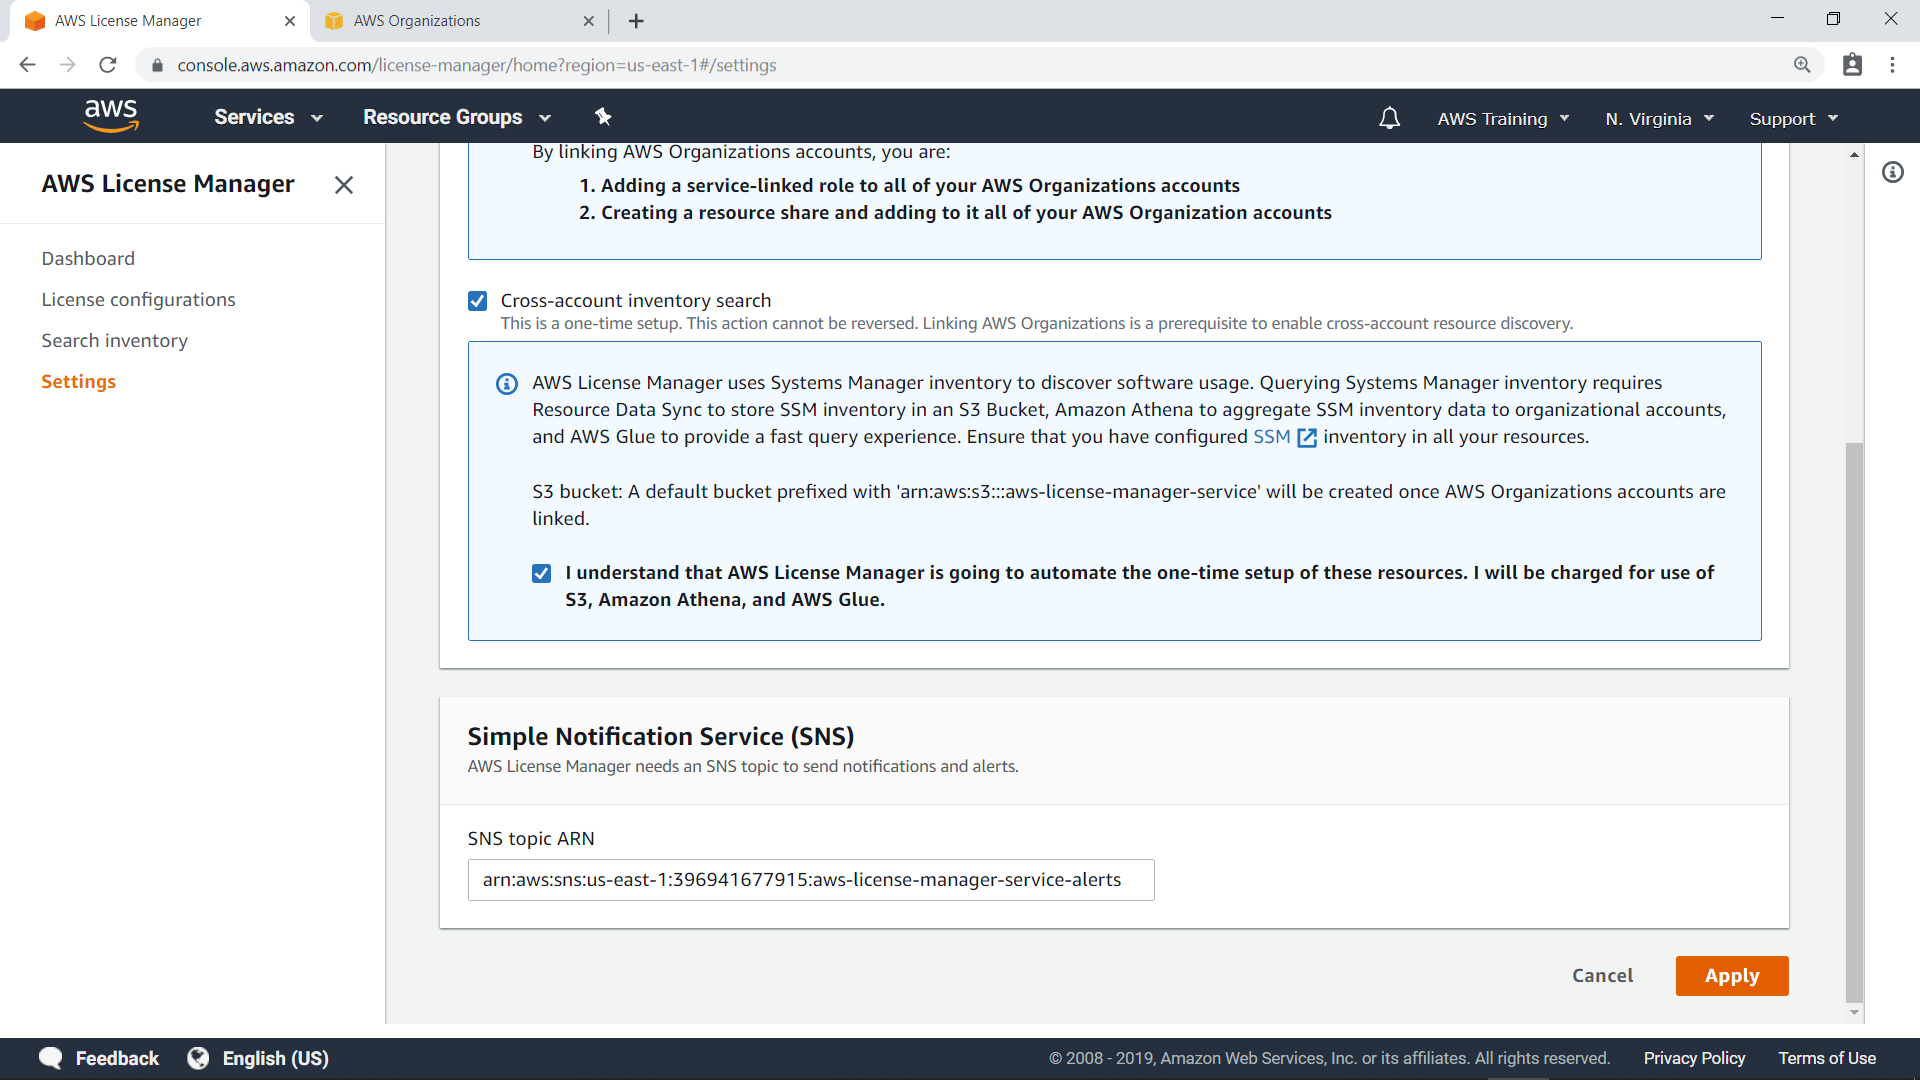 AWS License Manager
AWS Organizations
console.aws.amazon.com/license-manager/home?region=us-east-1#/settings
aws
Services
Resource Groups
AWS Training
N. Virginia
Support
AWS License Manager
Dashboard
License configurations
Search inventory
Settings
By linking AWS Organizations accounts, you are:
1. Adding a service-linked role to all of your AWS Organizations accounts
2. Creating a resource share and adding to it all of your AWS Organization accounts
Cross-account inventory search
This is a one-time setup. This action cannot be reversed. Linking AWS Organizations is a prerequisite to enable cross-account resource discovery.
AWS License Manager uses Systems Manager inventory to discover software usage. Querying Systems Manager inventory requires
Resource Data Sync to store SSM inventory in an S3 Bucket, Amazon Athena to aggregate SSM inventory data to organizational accounts,
and AWS Glue to provide a fast query experience. Ensure that you have configured SSM inventory in all your resources.
S3 bucket: A default bucket prefixed with 'arn:aws:s3:::aws-license-manager-service' will be created once AWS Organizations accounts are
linked.
I understand that AWS License Manager is going to automate the one-time setup of these resources. I will be charged for use of
S3, Amazon Athena, and AWS Glue.
Simple Notification Service (SNS)
AWS License Manager needs an SNS topic to send notifications and alerts.
SNS topic ARN
arn:aws:sns:us-east-1:396941677915:aws-license-manager-service-alerts
Cancel
Apply
Feedback
English (US)
© 2008 - 2019, Amazon Web Services, Inc. or its affiliates. All rights reserved.
Privacy Policy
Terms of Use